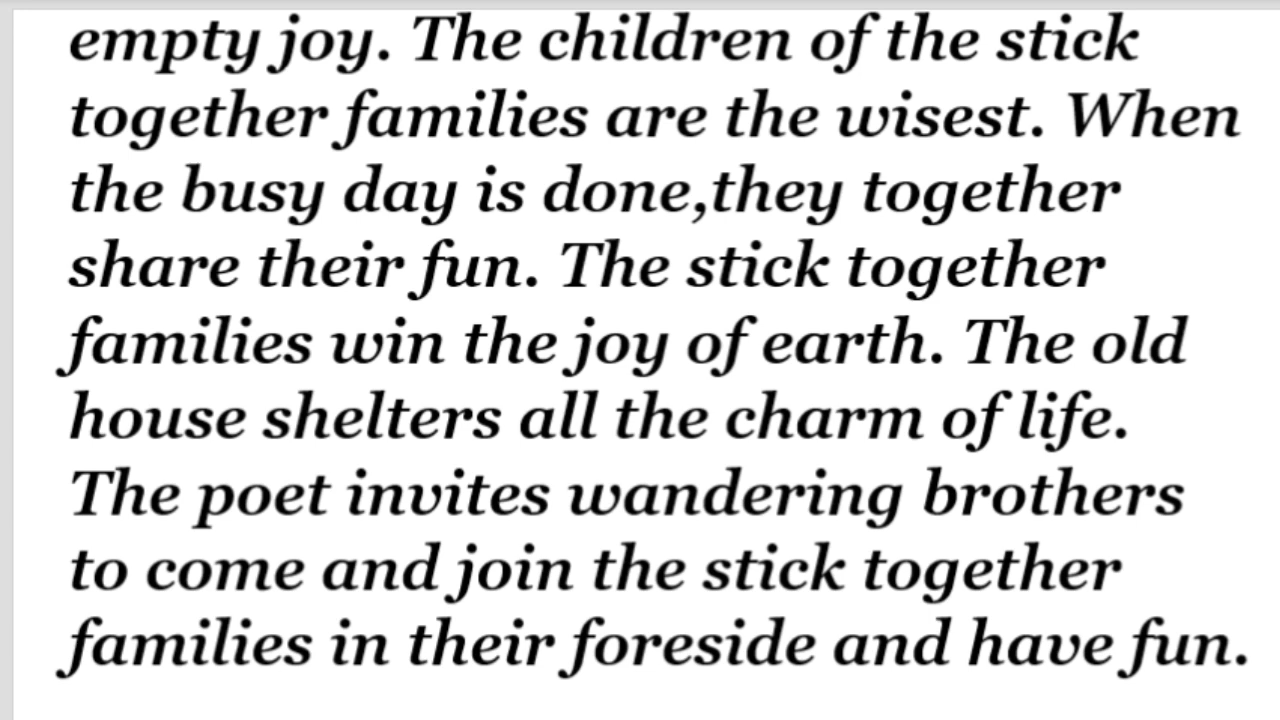 empty joy. The children of the stick
together families are the wisest. When
the busy day is done,they together
share their fun. The stick together
families win the joy of earth. The old
house shelters all the charm of life.
The poet invites wandering brothers
to come and join the stick together
families in their foreside and have fun.